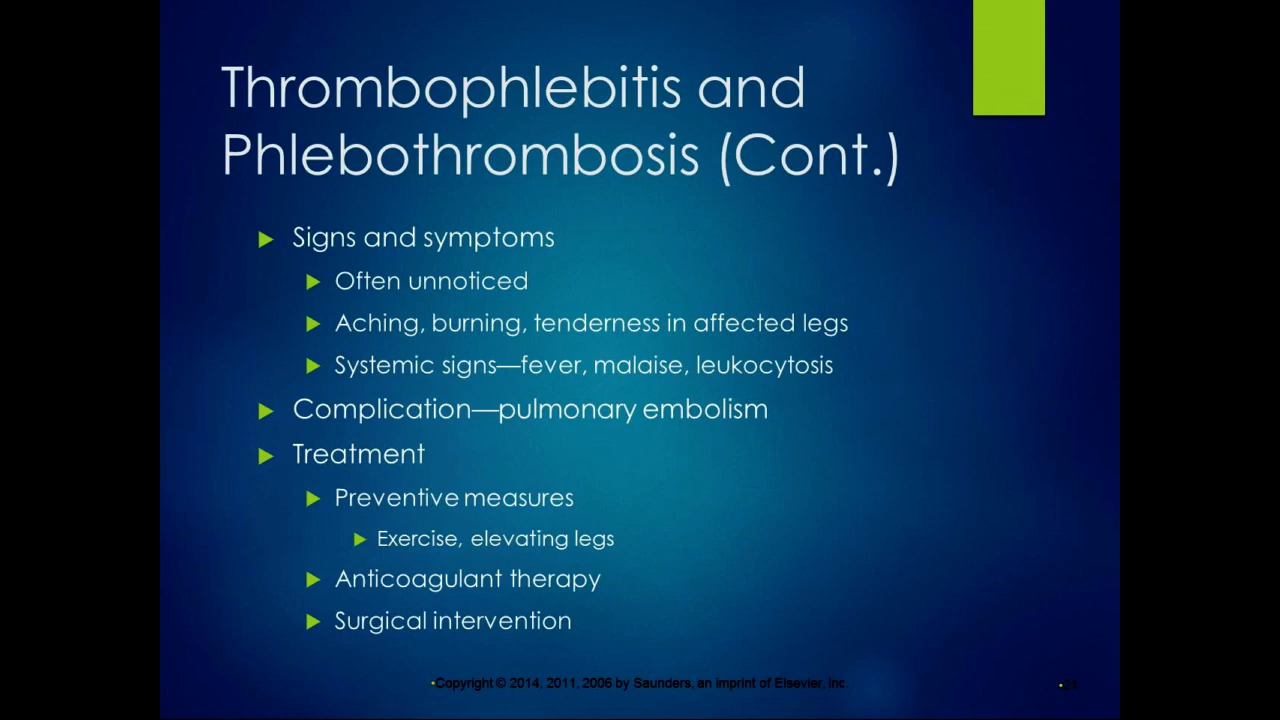 Thrombophlebitis and
Phlebothrombosis (Cont.)
Signs and symptoms
Often unnoticed
Aching, burning, tenderness in affected legs
Systemic signs—fever, malaise, leukocytosis
Complication—pulmonary embolism
Treatment
Preventive measures
Exercise, elevating legs
Anticoagulant therapy
Surgical intervention
•Copyright © 2014, 2011, 2006 by Saunders, an imprint of Elsevier, Inc.